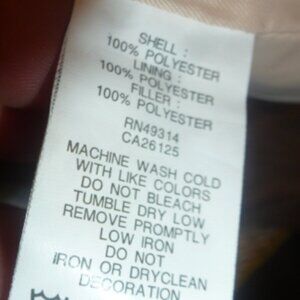 SHELL :
100% POLYESTER
LINING :
100% POLYESTER
FILLER :
100% POLYESTER
RN49314
CA26125
MACHINE WASH COLD
WITH LIKE COLORS
DO NOT BLEACH
TUMBLE DRY LOW
REMOVE PROMPTLY
LOW IRON
DO NOT
IRON OR DRYCLEAN
DECORATION